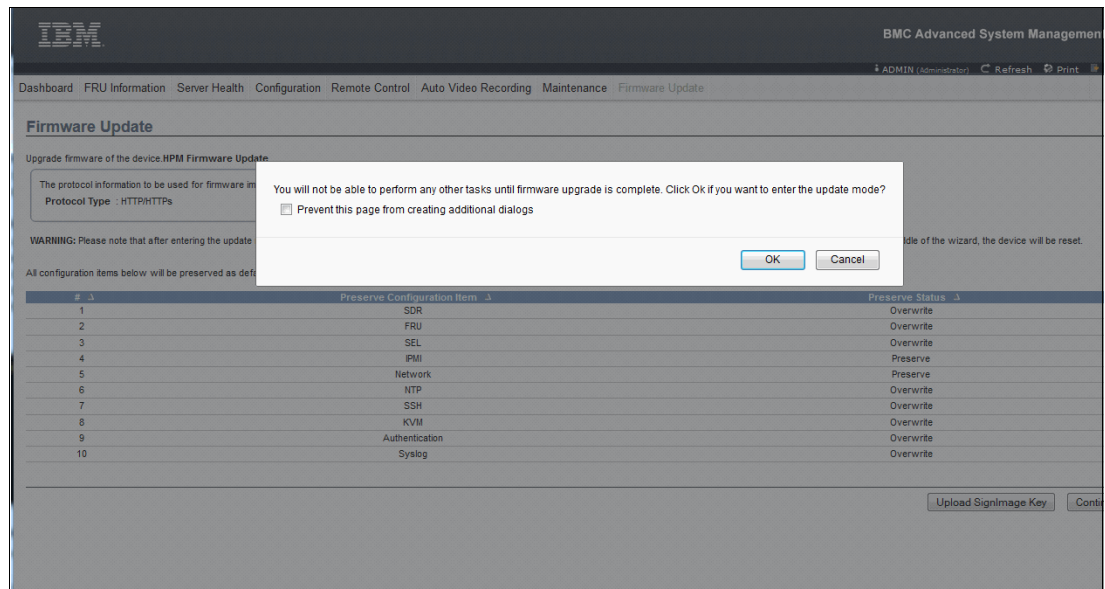 IBM.
BMC Advanced System Managemen
ADMIN (Administrator) Refresh Print
Dashboard FRU Information Server Health Configuration Remote Control Auto Video Recording Maintenance Firmware Update
Firmware Update
Upgrade firmware of the device.HPM Firmware Update
The protocol information to be used for firmware im
Protocol Type : HTTP/HTTPs
You will not be able to perform any other tasks until firmware upgrade is complete. Click Ok if you want to enter the update mode?
Prevent this page from creating additional dialogs
OK Cancel
WARNING: Please note that after entering the update ddle of the wizard, the device will be reset.
All configuration items below will be preserved as defa
# Preserve Configuration Item Preserve Status
1 SDR Overwrite
2 FRU Overwrite
3 SEL Overwrite
4 IPMI Preserve
5 Network Preserve
6 NTP Overwrite
7 SSH Overwrite
8 KVM Overwrite
9 Authentication Overwrite
10 Syslog Overwrite
Upload SignImage Key Contin